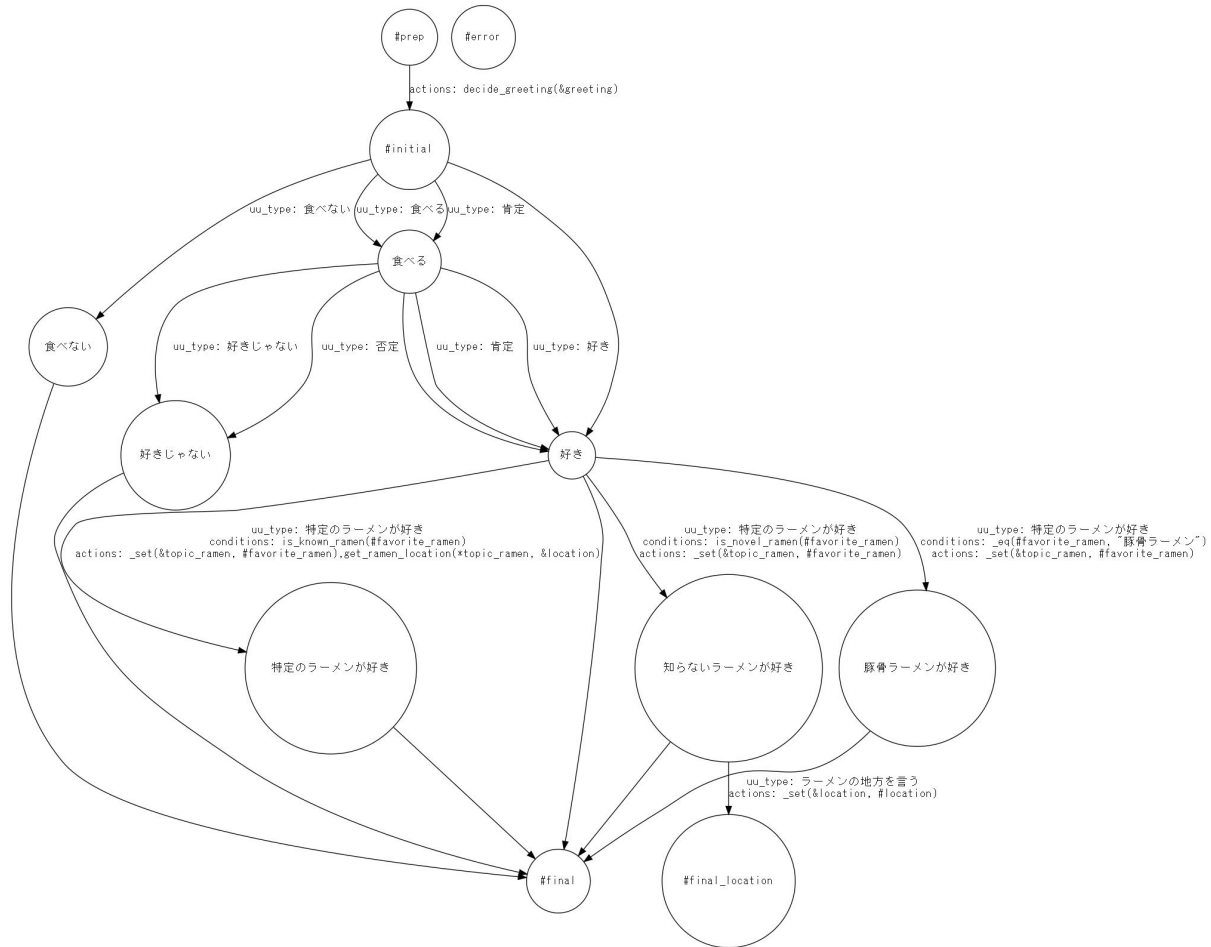 #prep
#error
actions: decide_greeting(&greeting)
#initial
uu_type: 食べない
uu_type: 食べる
uu_type: 肯定
食べる
食べない
uu_type: 好きじゃない
uu_type: 否定
uu_type: 肯定
uu_type: 好き
好きじゃない
好き
uu_type: 特定のラーメンが好き
conditions: is_known_ramen(#favorite_ramen)
actions: _set(&topic_ramen, #favorite_ramen),get_ramen_location(*topic_ramen, &location)
uu_type: 特定のラーメンが好き
conditions: is_novel_ramen(#favorite_ramen)
actions: _set(&topic_ramen, #favorite_ramen)
uu_type: 特定のラーメンが好き
conditions: _eq(#favorite_ramen, "豚骨ラーメン")
actions: _set(&topic_ramen, #favorite_ramen)
特定のラーメンが好き
知らないラーメンが好き
豚骨ラーメンが好き
uu_type: ラーメンの地方を言う
actions: _set(&location, #location)
#final
#final_location